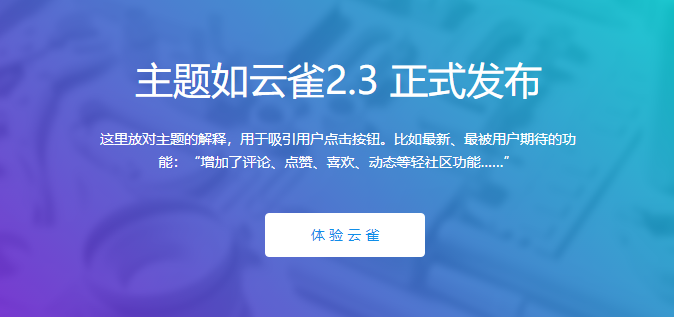 主题如云雀2.3 正式发布
这里放对主题的解释，用于吸引用户点击按钮。比如最新、最被用户期待的功
能：“增加了评论、点赞、喜欢、动态等轻社区功能……”
体验云雀